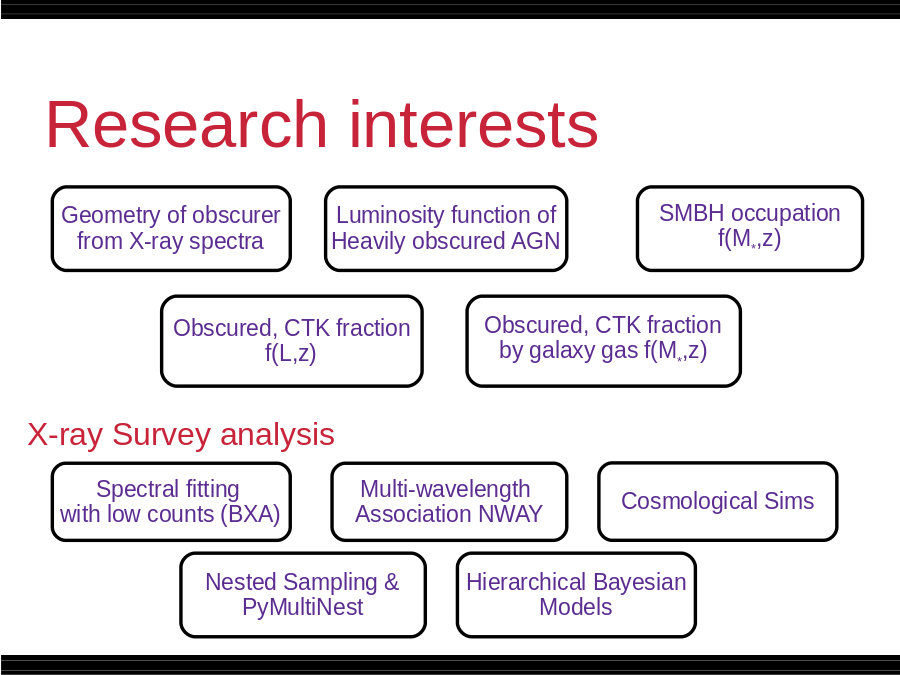 Research interests
Geometry of obscurer
from X-ray spectra
Luminosity function of
Heavily obscured AGN
SMBH occupation
f(M*,z)
Obscured, CTK fraction
f(L,z)
Obscured, CTK fraction
by galaxy gas f(M*,z)
X-ray Survey analysis
Spectral fitting
with low counts (BXA)
Multi-wavelength
Association NWAY
Cosmological Sims
Nested Sampling &
PyMultiNest
Hierarchical Bayesian
Models